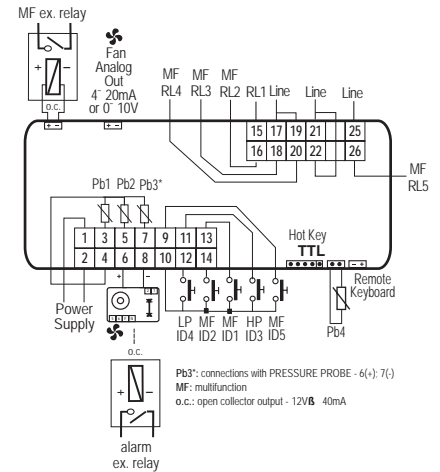 MF ex. relay
+ −
o.c.
Fan
Analog
Out
4~20mA
or 0~10V
MF MF MF
RL4 RL3 RL2 RL1 Line Line Line
15 17 19 21 25
16 18 20 22 26
MF
RL5
+ − + −
Pb1 Pb2 Pb3*
1 3 5 7 9 11 13
2 4 6 8 10 12 14
Hot Key
TTL
− +
Remote
Keyboard
Pb4
+ −
Power
Supply
o.c.
LP MF MF HP MF
ID4 ID2 ID1 ID3 ID5
+ −
alarm
ex. relay
Pb3*: connections with PRESSURE PROBE - 6(+); 7(-)
MF: multifunction
o.c.: open collector output - 12Vß 40mA